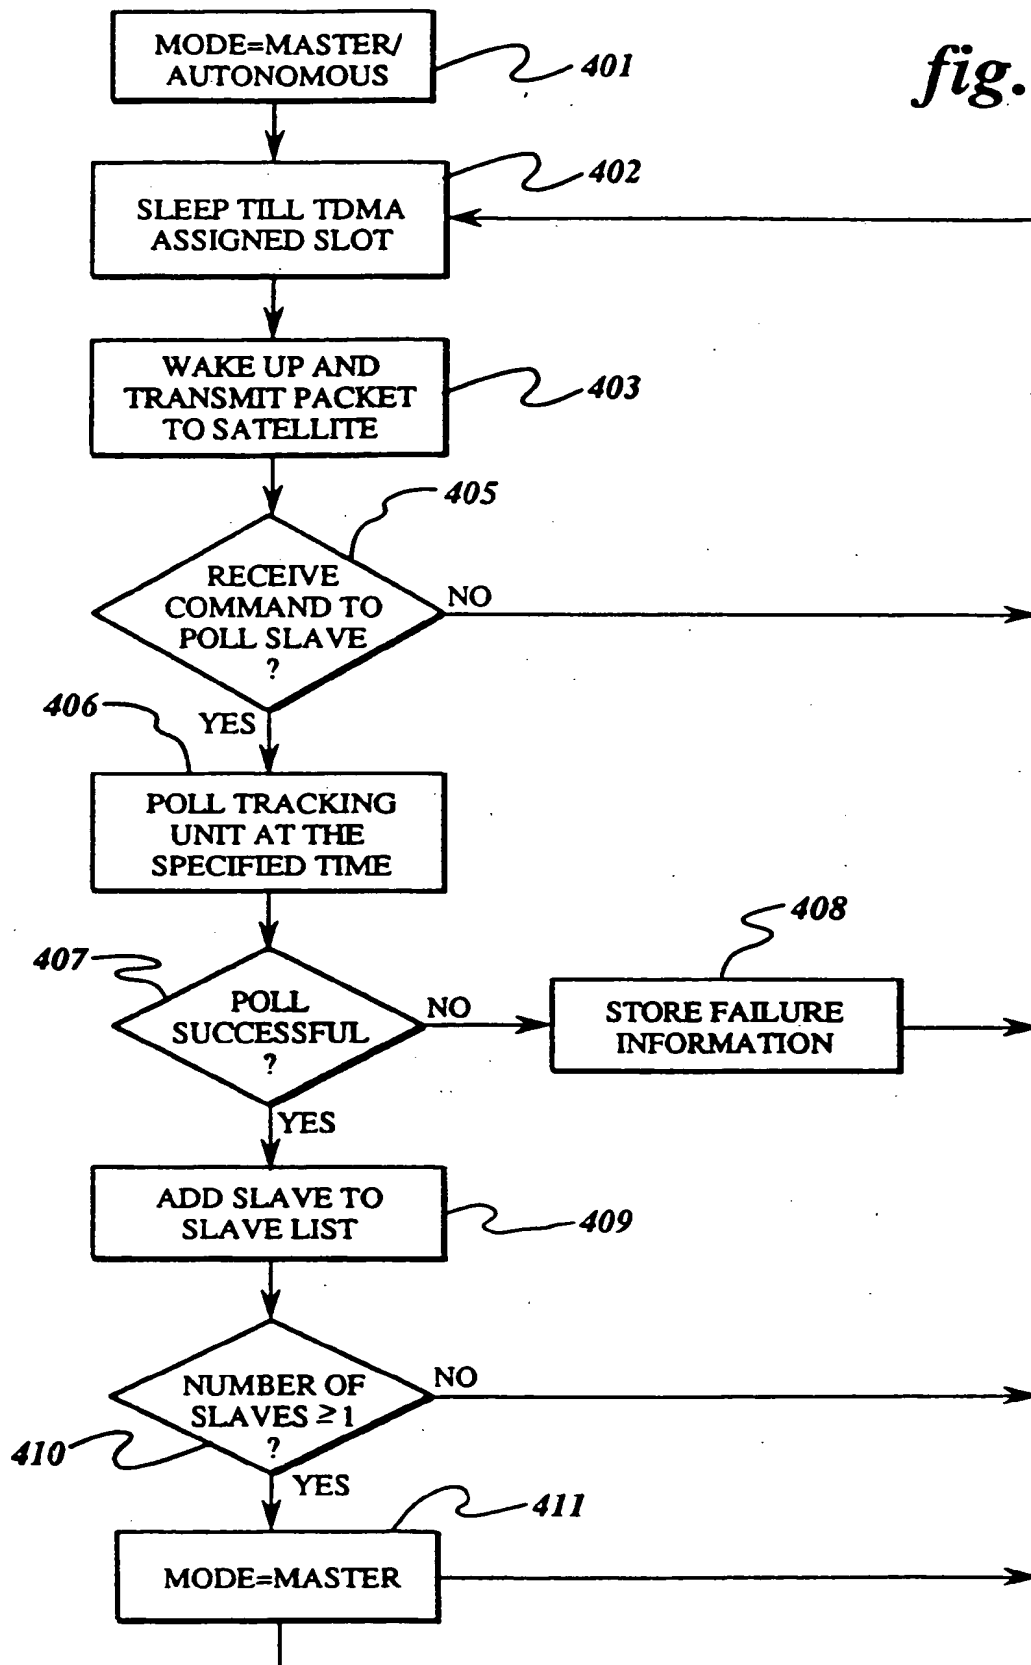 MODE=MASTER/
AUTONOMOUS
401
fig.
402
SLEEP TILL TDMA
ASSIGNED SLOT
WAKE UP AND
TRANSMIT PACKET
TO SATELLITE
403
405
RECEIVE
COMMAND TO
POLL SLAVE
?
NO
406
YES
POLL TRACKING
UNIT AT THE
SPECIFIED TIME
408
407
POLL
SUCCESSFUL
?
NO
STORE FAILURE
INFORMATION
YES
ADD SLAVE TO
SLAVE LIST
409
NUMBER OF
SLAVES ≥ 1
?
NO
410
YES
411
MODE=MASTER